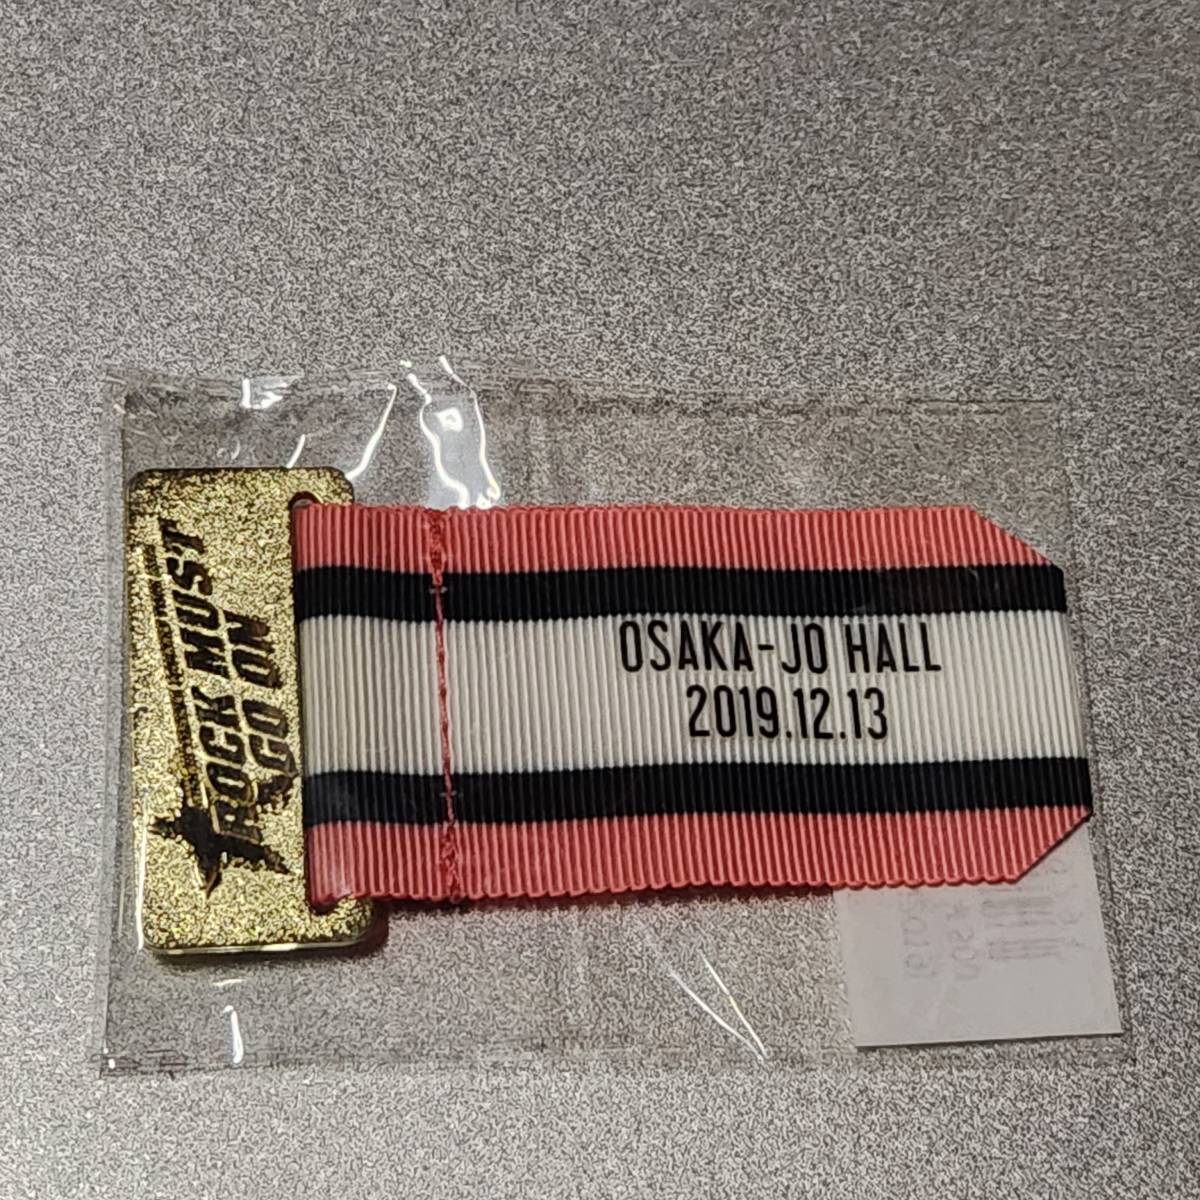 ROCK MUST
GO ON
OSAKA-JO HALL
2019.12.13